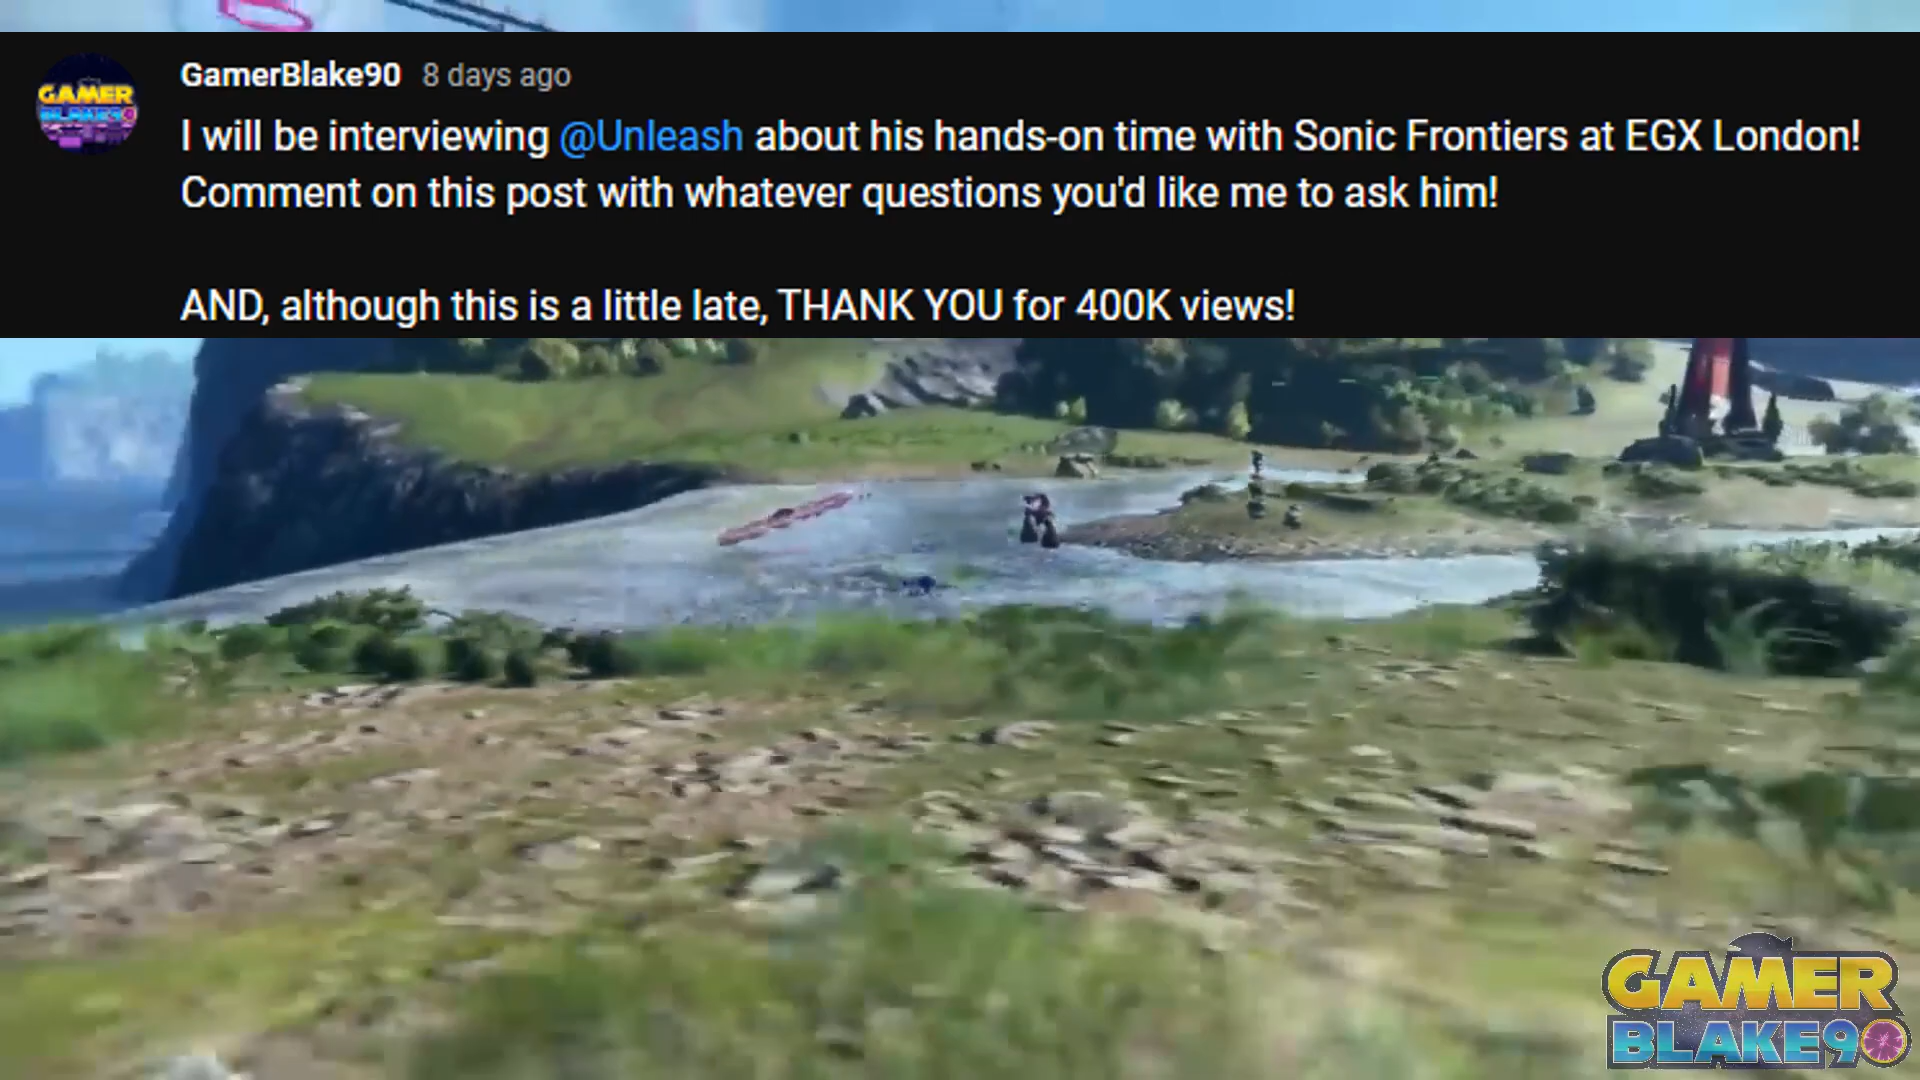 GAMER
BLAKE90
GamerBlake90 8 days ago
I will be interviewing @Unleash about his hands-on time with Sonic Frontiers at EGX London!
Comment on this post with whatever questions you'd like me to ask him!
AND, although this is a little late, THANK YOU for 400K views!
GAMER
BLAKE90